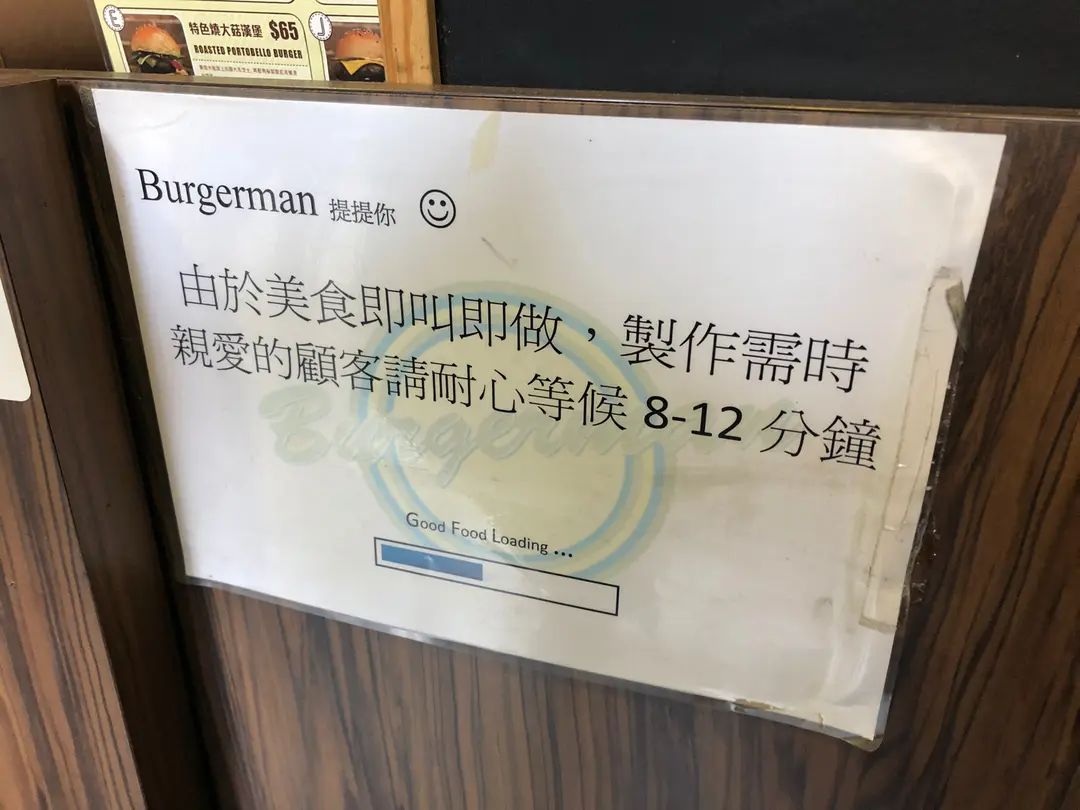 E
特色燒大菇漢堡 $65
ROASTED PORTOBELLO BURGER
J
Burgerman 提提你
由於美食即叫即做，製作需時
親愛的顧客請耐心等候 8-12 分鐘
Burgerman
Good Food Loading ...